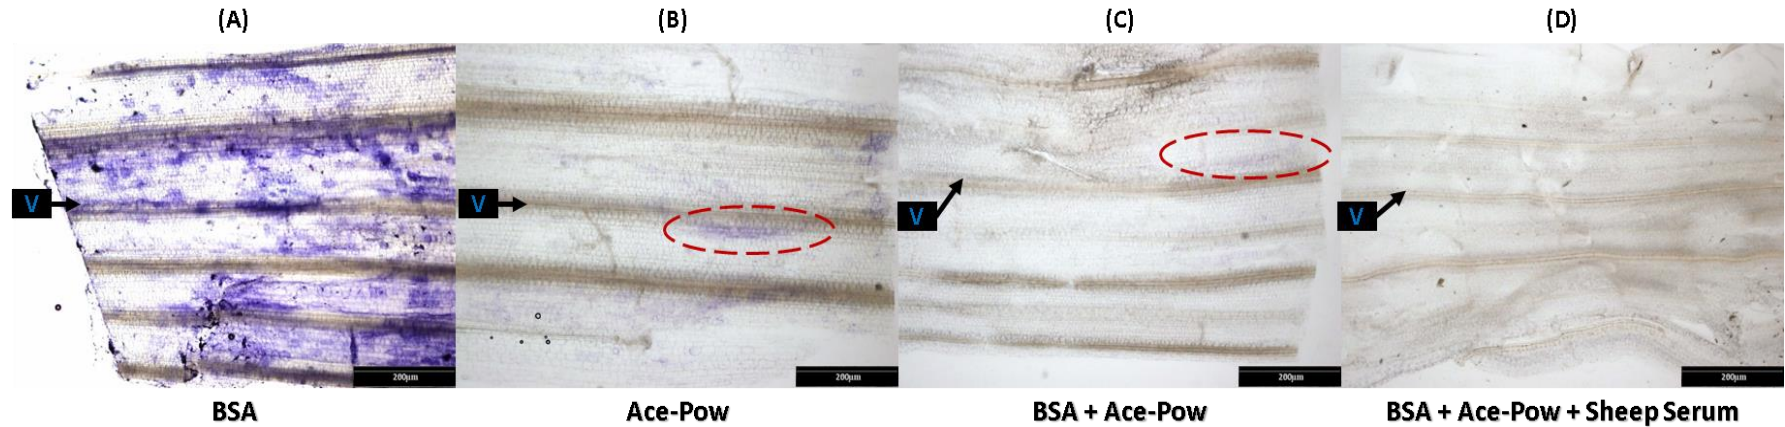 (A) (B) (C) (D)
V V V V
200μm 200μm 200μm 200μm
BSA Ace-Pow BSA + Ace-Pow BSA + Ace-Pow + Sheep Serum